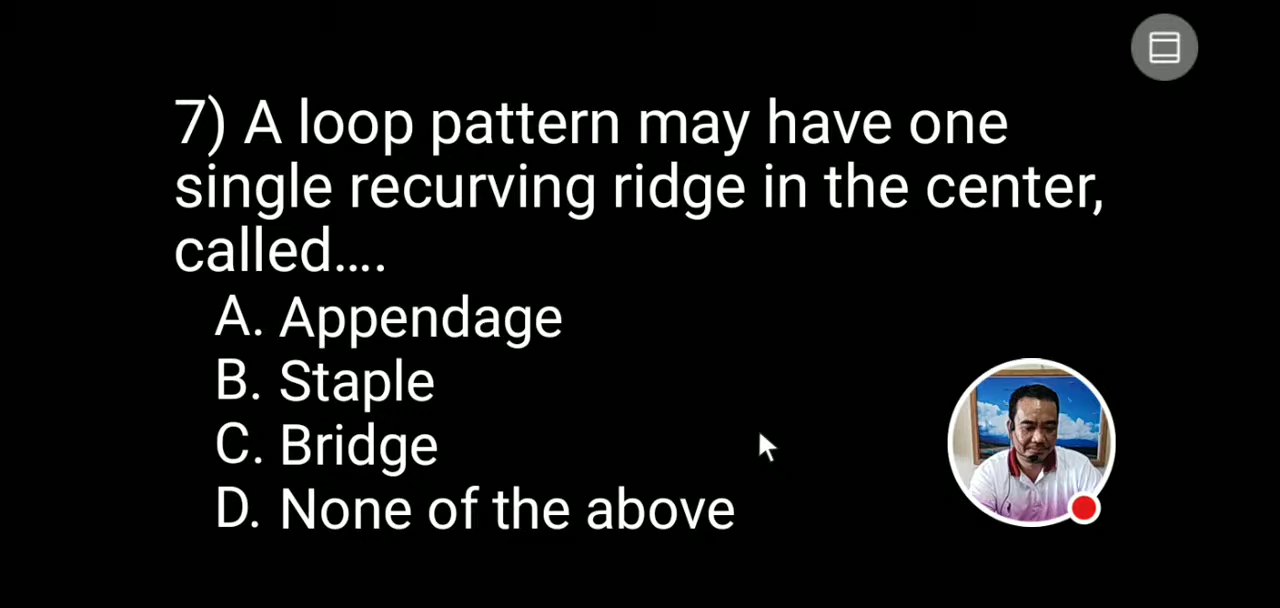 7) A loop pattern may have one
single recurving ridge in the center,
called....
A. Appendage
B. Staple
C. Bridge
D. None of the above